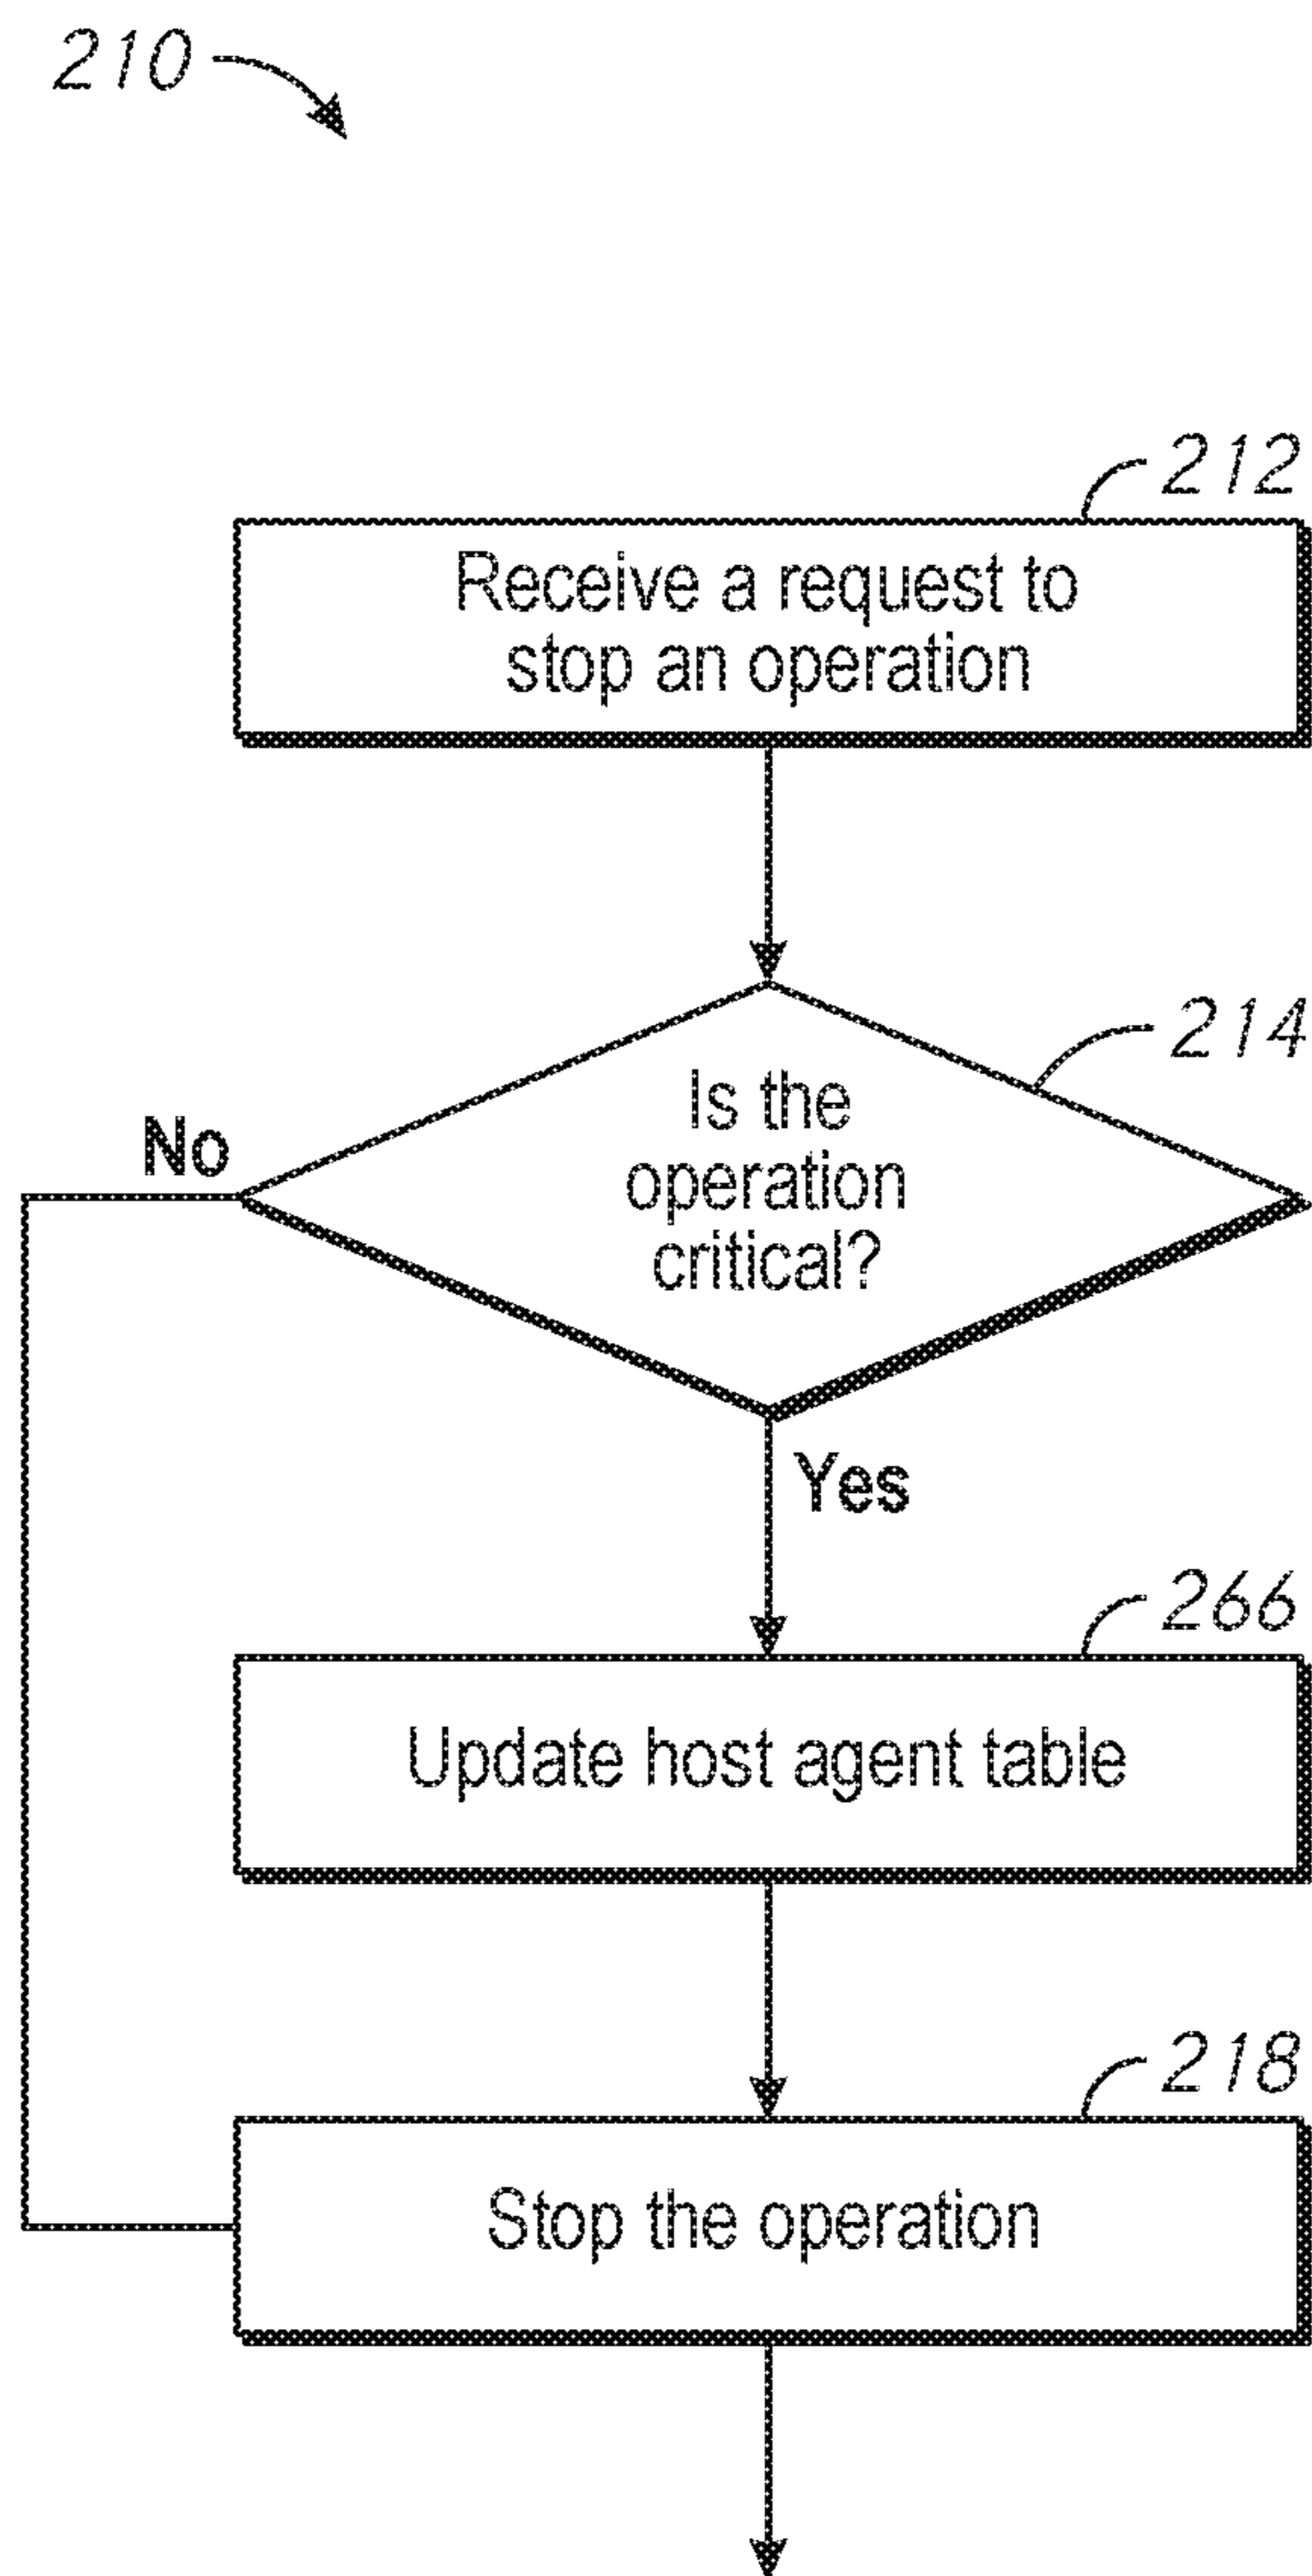 210
212
Receive a request to
stop an operation
214
Is the
operation
critical?
No
Yes
266
Update host agent table
218
Stop the operation